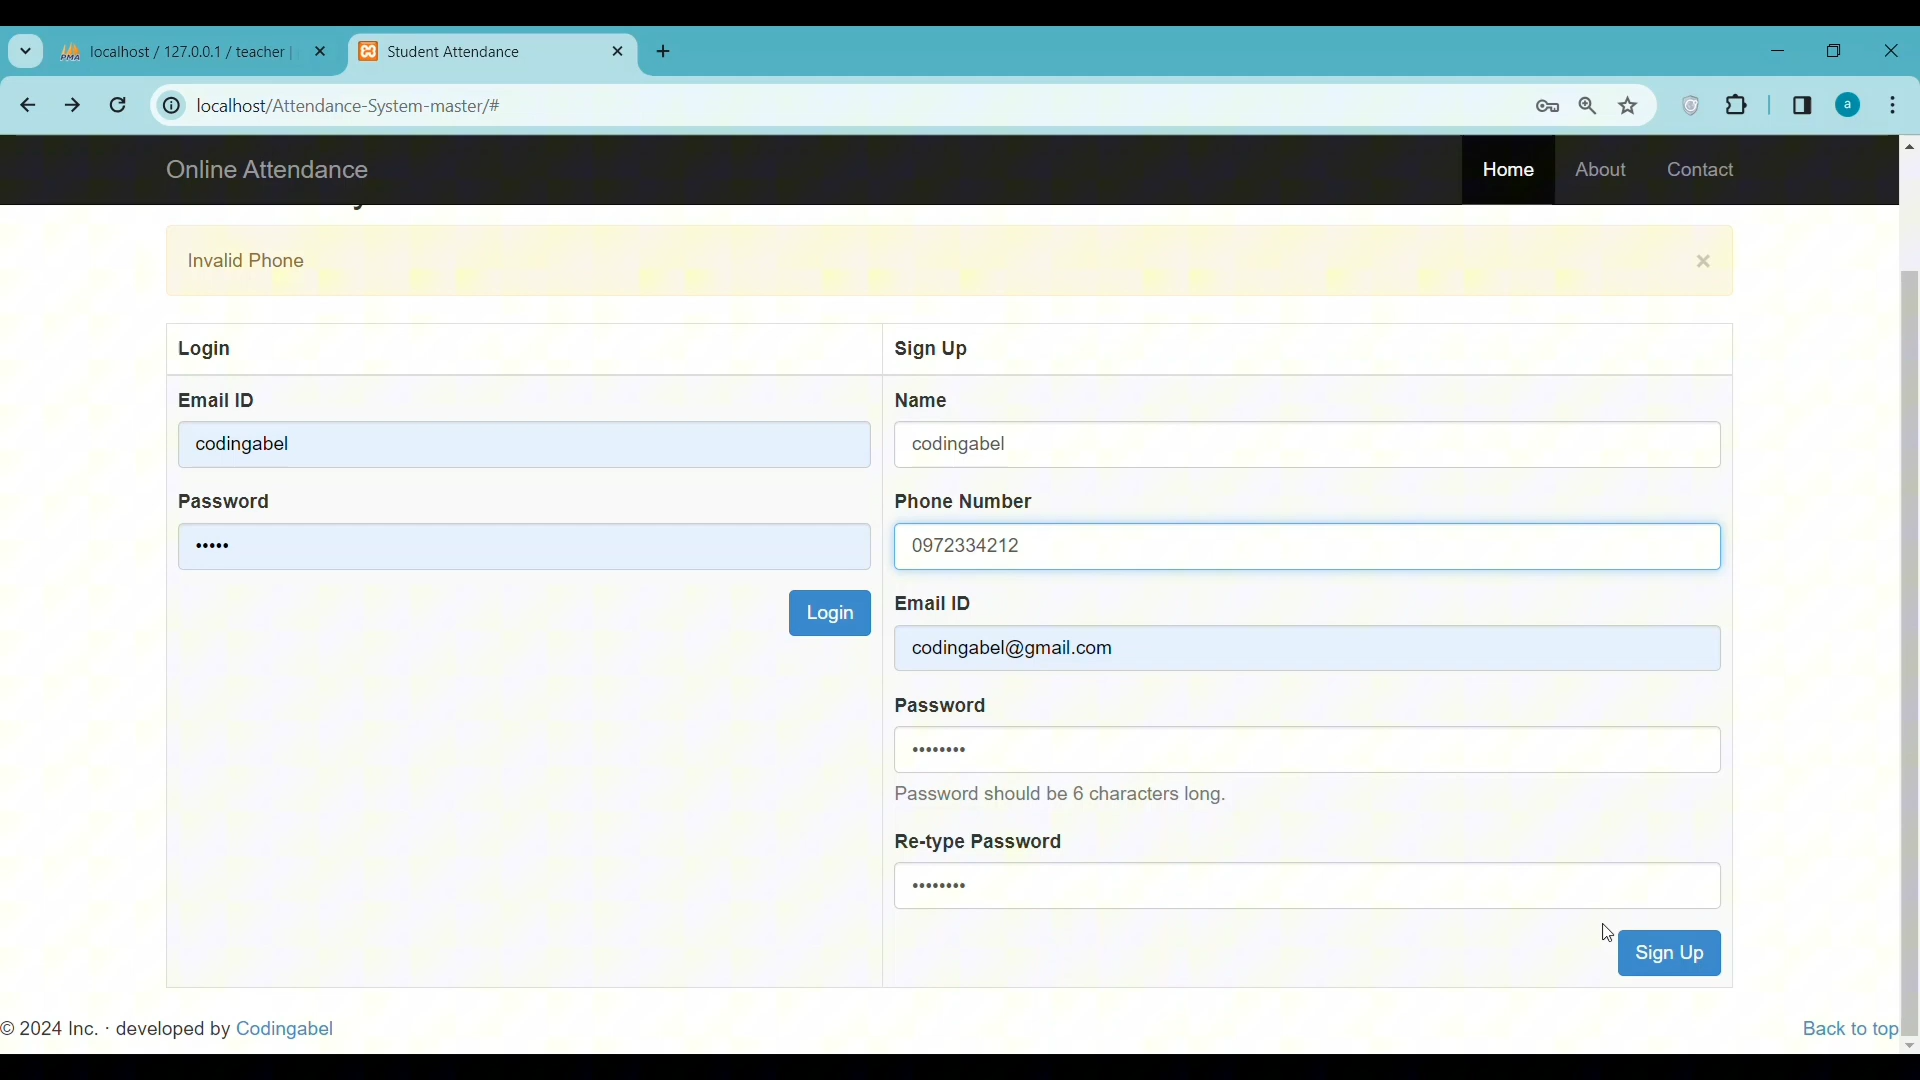 localhost / 127.0.0.1 / teacher |
Student Attendance
localhost/Attendance-System-master/#
a
Online Attendance
Home
About
Contact
Invalid Phone
×
Login
Sign Up
Email ID
Name
codingabel
codingabel
Password
Phone Number
•••••
0972334212
Login
Email ID
codingabel@gmail.com
Password
••••••••
Password should be 6 characters long.
Re-type Password
••••••••
Sign Up
© 2024 Inc. · developed by Codingabel
Back to top